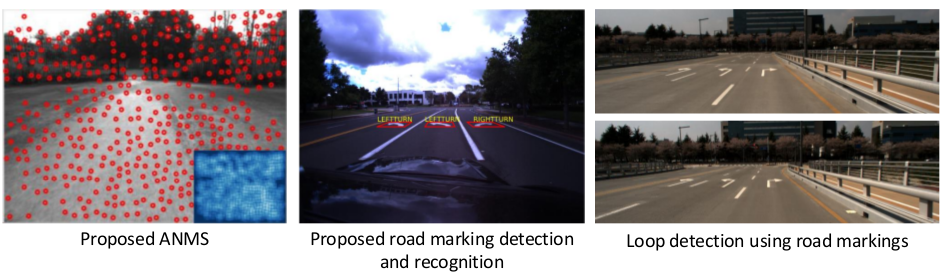 LEFTTURN LEFTTURN RIGHTTURN
Proposed ANMS
Proposed road marking detection
and recognition
Loop detection using road markings